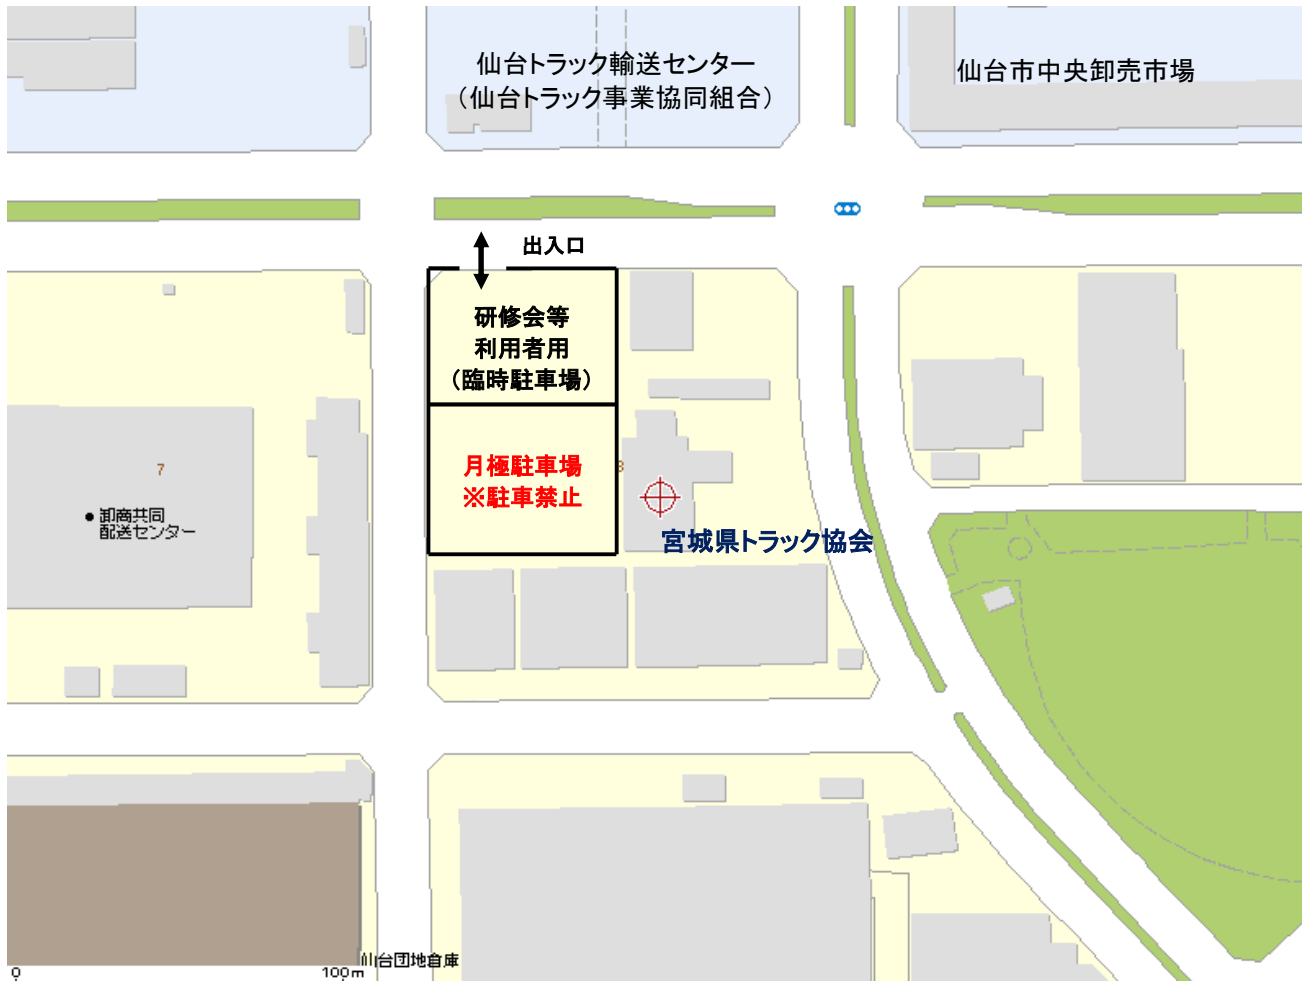 仙台トラック輸送センター
（仙台トラック事業協同組合）
仙台市中央卸売市場
出入口
研修会等
利用者用
（臨時駐車場）
月極駐車場
※駐車禁止
7
3
卸商共同
配送センター
宮城県トラック協会
仙台団地倉庫
0
100m